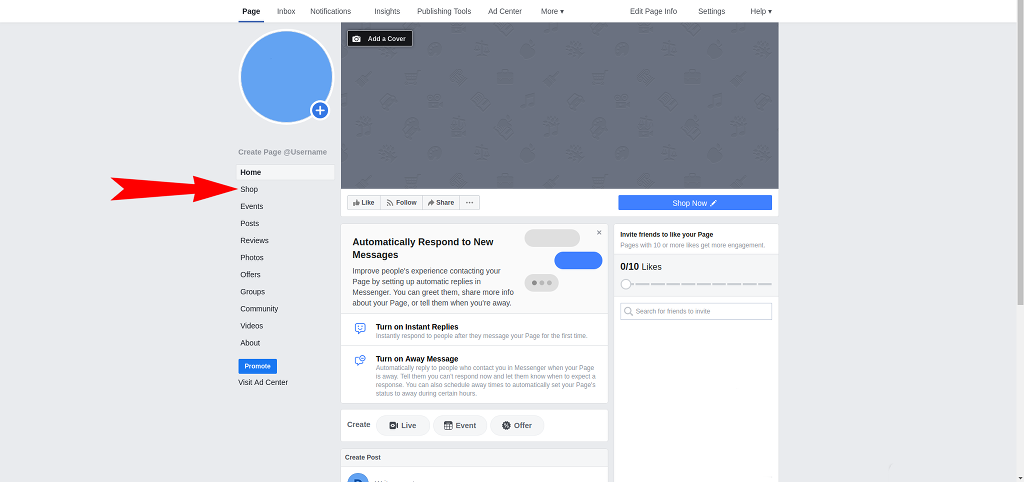 Page Inbox Notifications Insights Publishing Tools Ad Center More ▾ Edit Page Info Settings Help ▾
Add a Cover
Create Page @Username
Home
Shop
Events
Posts
Reviews
Photos
Offers
Groups
Community
Videos
About
Promote
Visit Ad Center
Like Follow Share ...
Shop Now
Automatically Respond to New
Messages
Improve people's experience contacting your
Page by setting up automatic replies in
Messenger. You can greet them, share more info
about your Page, or tell them when you're away.
Turn on Instant Replies
Instantly respond to people after they message your Page for the first time.
Turn on Away Message
Automatically reply to people who contact you in Messenger when your Page
is away. Tell them you can't respond now and let them know when to expect a
response. You can also schedule away times to automatically set your Page's
status to away during certain hours.
Create Live Event Offer
Create Post
Invite friends to like your Page
Pages with 10 or more likes get more engagement.
0/10 Likes
Search for friends to invite